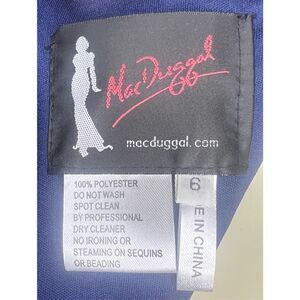 Mac Duggal
macduggal.com
100% POLYESTER
DO NOT WASH
SPOT CLEAN
BY PROFESSIONAL
DRY CLEANER
NO IRONING OR
STEAMING ON SEQUINS
OR BEADING
IN CHINA